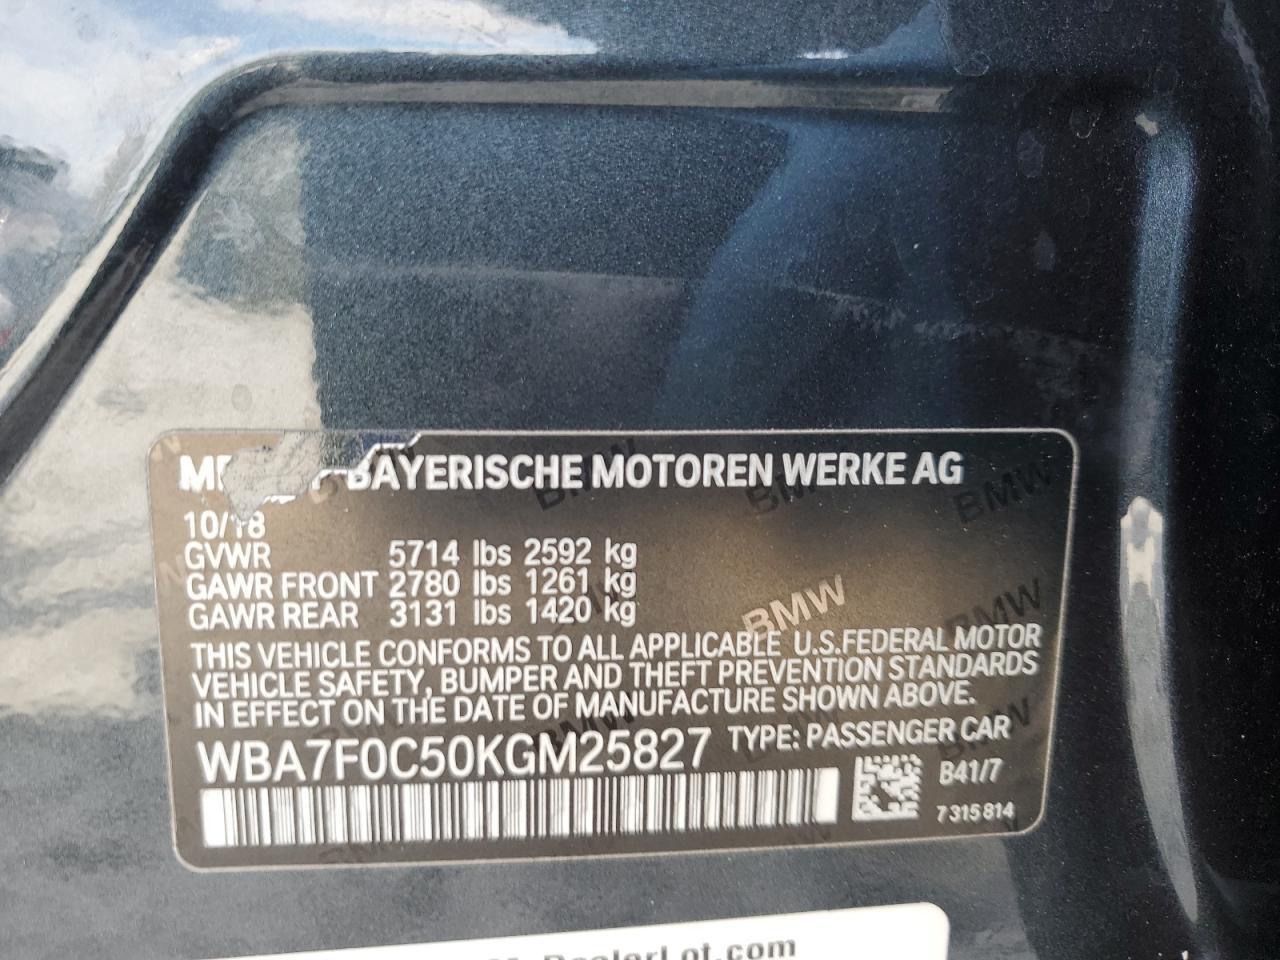 BAYERISCHE MOTOREN WERKE AG
10/18
GVWR 5714 lbs 2592 kg
GAWR FRONT 2780 lbs 1261 kg
GAWR REAR 3131 lbs 1420 kg
THIS VEHICLE CONFORMS TO ALL APPLICABLE U.S.FEDERAL MOTOR
VEHICLE SAFETY, BUMPER AND THEFT PREVENTION STANDARDS
IN EFFECT ON THE DATE OF MANUFACTURE SHOWN ABOVE.
WBA7F0C50KGM25827 TYPE: PASSENGER CAR
B41/7
7315814
BMW